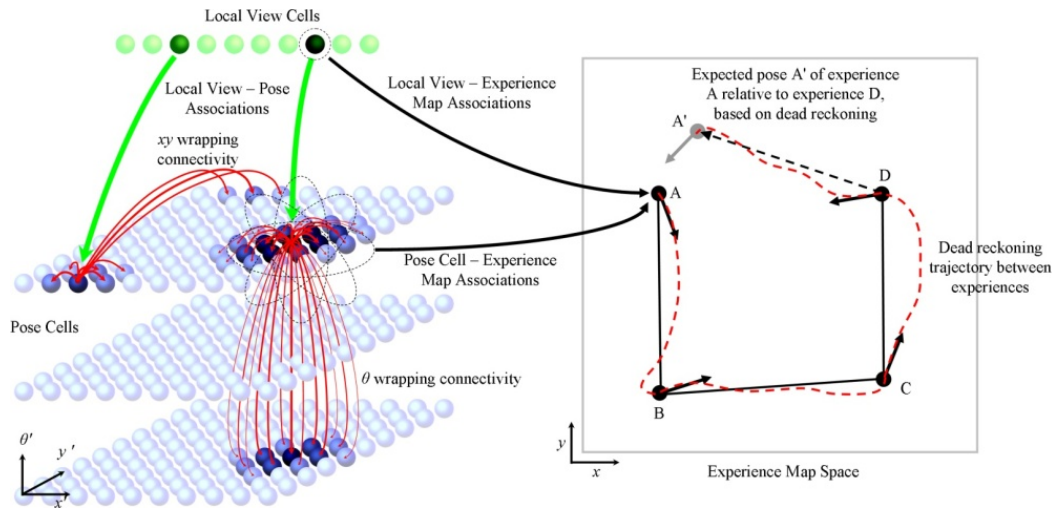 Local View Cells
Local View – Pose
Associations
Local View – Experience
Map Associations
xy wrapping
connectivity
Pose Cell – Experience
Map Associations
Pose Cells
θ wrapping connectivity
θ'
y'
x'
Expected pose A' of experience
A relative to experience D,
based on dead reckoning
A'
A
D
Dead reckoning
trajectory between
experiences
B
C
y
x
Experience Map Space